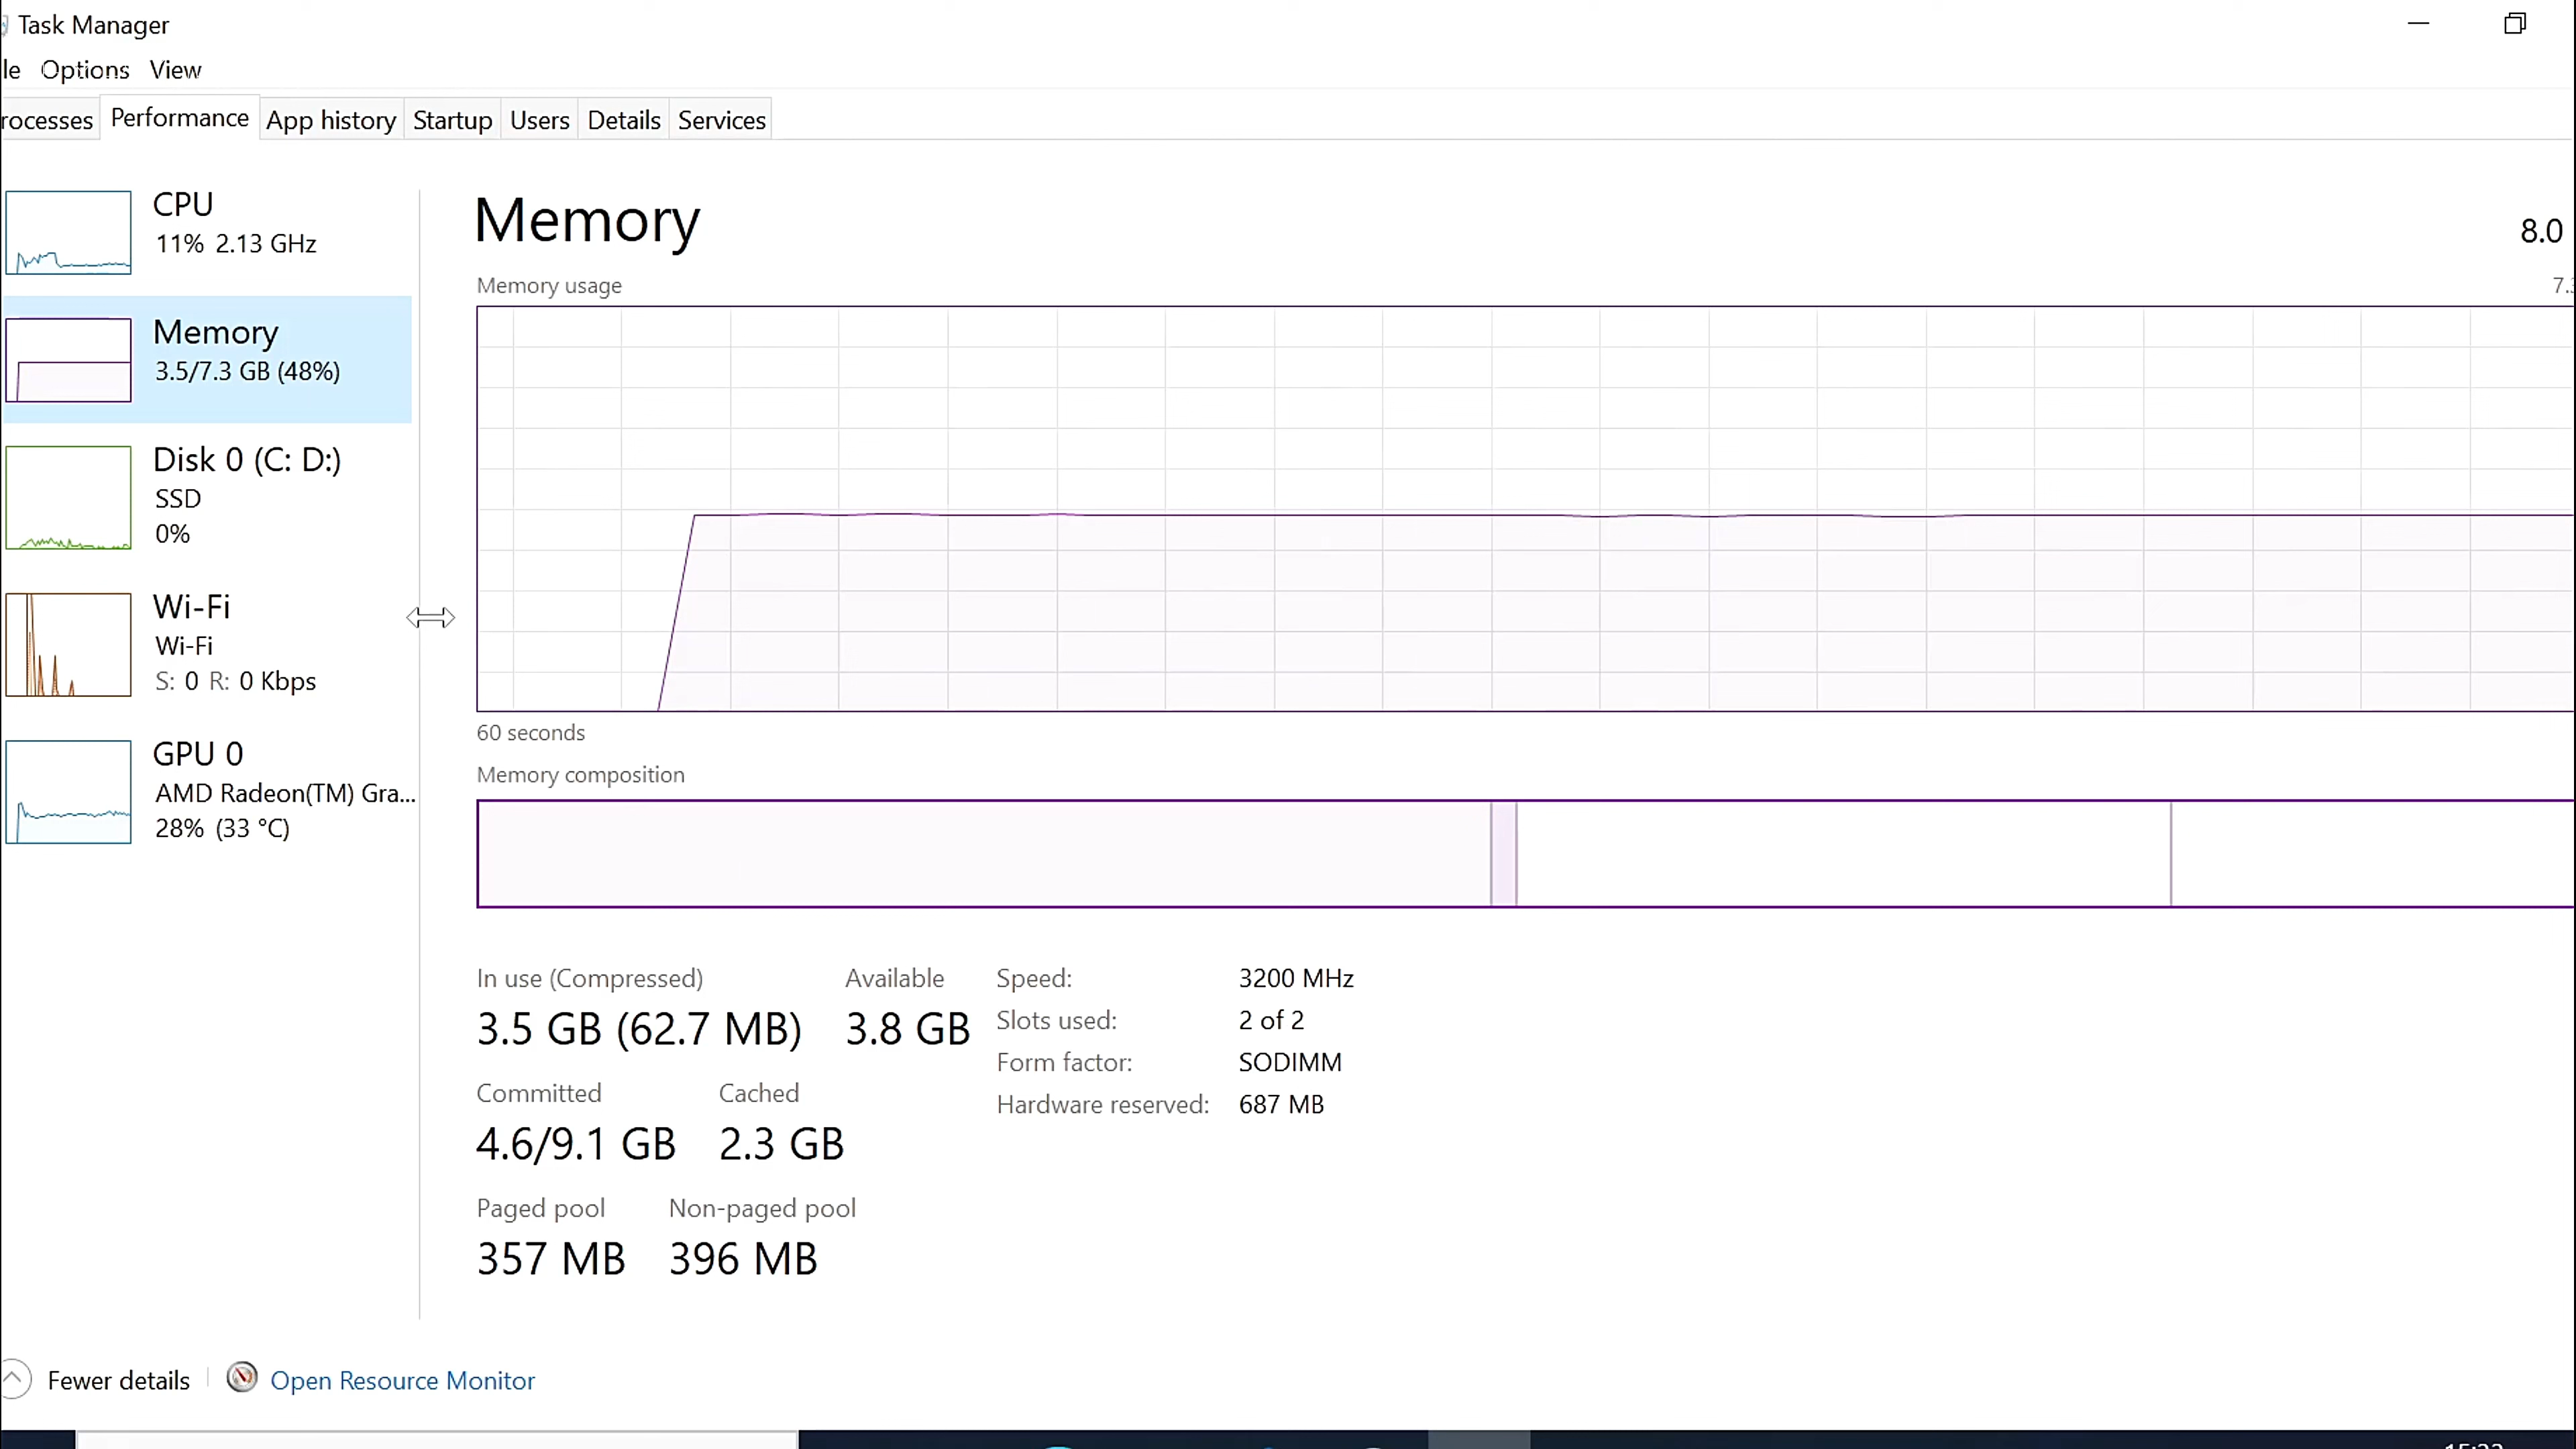 Task Manager
le Options View
rocesses Performance App history Startup Users Details Services
CPU
11% 2.13 GHz
Memory
3.5/7.3 GB (48%)
Disk 0 (C: D:)
SSD
0%
Wi-Fi
Wi-Fi
S: 0 R: 0 Kbps
GPU 0
AMD Radeon(TM) Gra...
28% (33 °C)
Memory
8.0
Memory usage
7.
60 seconds
Memory composition
In use (Compressed)
3.5 GB (62.7 MB)
Available
3.8 GB
Committed
4.6/9.1 GB
Cached
2.3 GB
Paged pool
357 MB
Non-paged pool
396 MB
Speed: 3200 MHz
Slots used: 2 of 2
Form factor: SODIMM
Hardware reserved: 687 MB
Fewer details
Open Resource Monitor